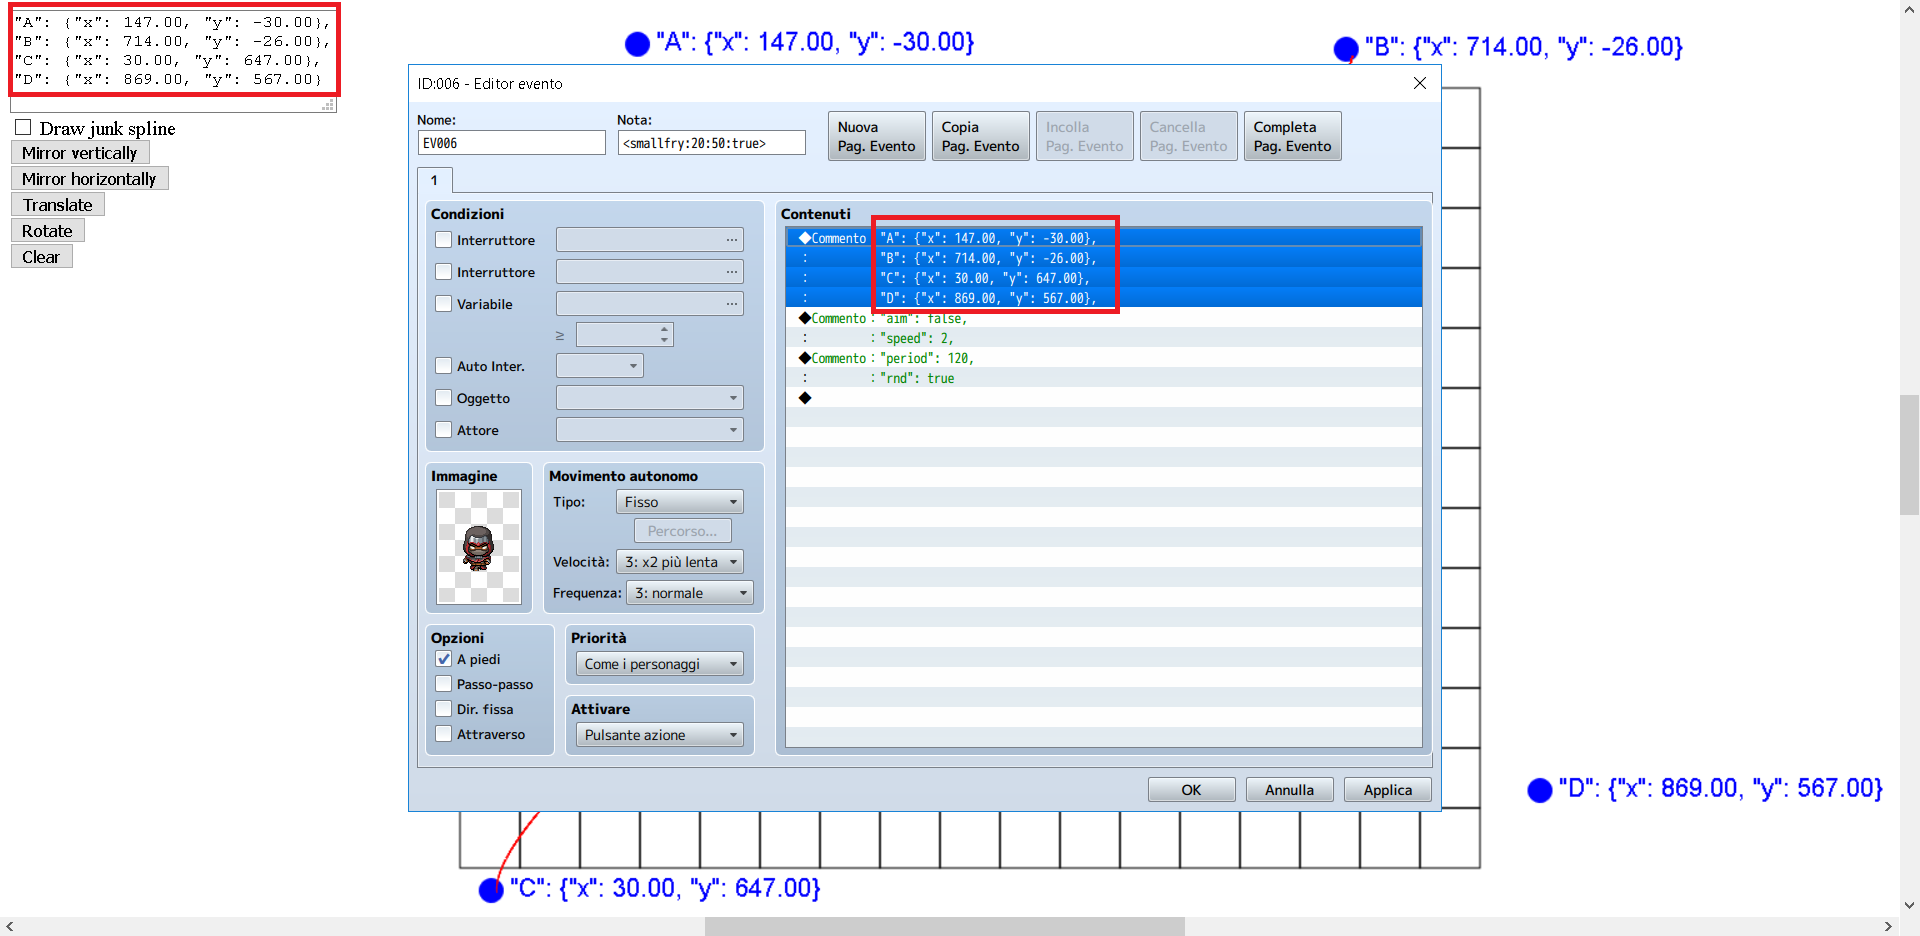 "A": {"x": 147.00, "y": -30.00},
"B": {"x": 714.00, "y": -26.00},
"C": {"x": 30.00, "y": 647.00},
"D": {"x": 869.00, "y": 567.00}
Draw junk spline
Mirror vertically
Mirror horizontally
Translate
Rotate
Clear
"A": {"x": 147.00, "y": -30.00}
"B": {"x": 714.00, "y": -26.00}
ID:006 - Editor evento
Nome:
EV006
Nota:
<smallfry:20:50:true>
Nuova
Pag. Evento
Copia
Pag. Evento
Incolla
Pag. Evento
Cancella
Pag. Evento
Completa
Pag. Evento
1
Condizioni
Interruttore ...
Interruttore ...
Variabile ...
≥
Auto Inter.
Oggetto
Attore
Immagine
Movimento autonomo
Tipo: Fisso
Percorso...
Velocità: 3: x2 più lenta
Frequenza: 3: normale
Opzioni
A piedi
Passo-passo
Dir. fissa
Attraverso
Priorità
Come i personaggi
Attivare
Pulsante azione
Contenuti
◆Commento "A": {"x": 147.00, "y": -30.00},
: "B": {"x": 714.00, "y": -26.00},
: "C": {"x": 30.00, "y": 647.00},
: "D": {"x": 869.00, "y": 567.00},
◆Commento : "aim": false,
: : "speed": 2,
◆Commento : "period": 120,
: : "rnd": true
◆
OK
Annulla
Applica
"D": {"x": 869.00, "y": 567.00}
"C": {"x": 30.00, "y": 647.00}